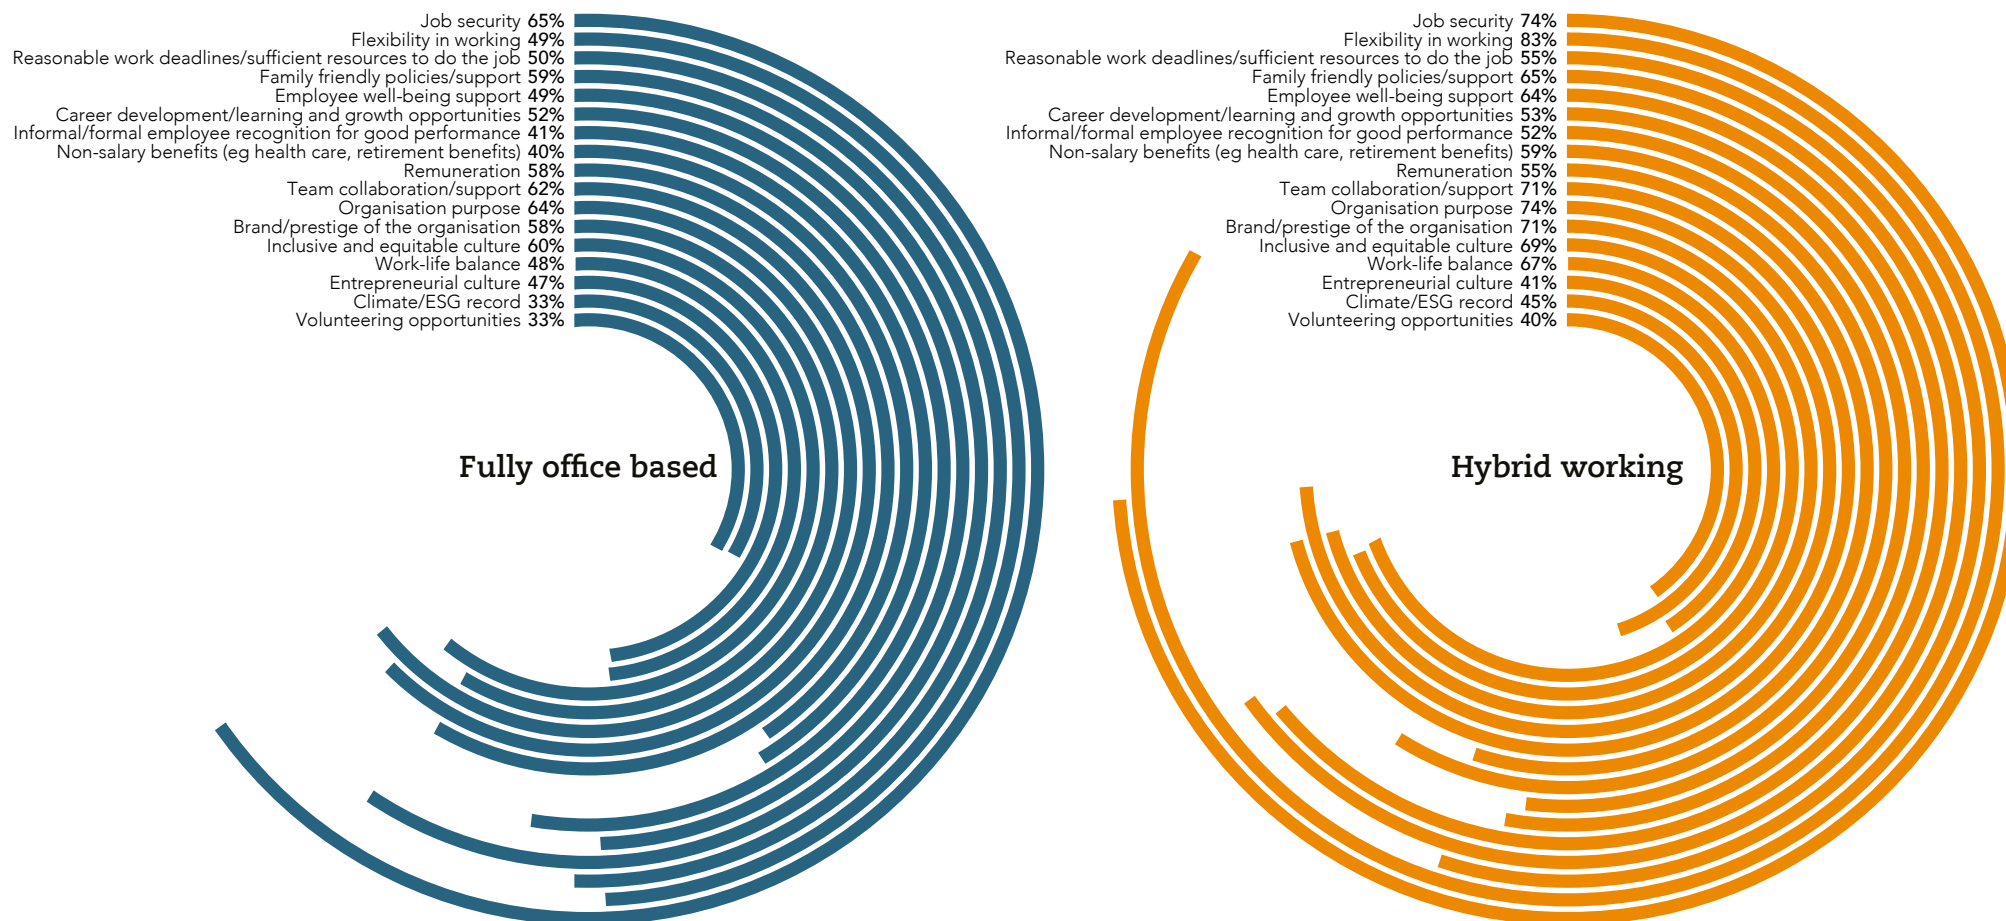 Job security 65%
Flexibility in working 49%
Reasonable work deadlines/sufficient resources to do the job 50%
Family friendly policies/support 59%
Employee well-being support 49%
Career development/learning and growth opportunities 52%
Informal/formal employee recognition for good performance 41%
Non-salary benefits (eg health care, retirement benefits) 40%
Remuneration 58%
Team collaboration/support 62%
Organisation purpose 64%
Brand/prestige of the organisation 58%
Inclusive and equitable culture 60%
Work-life balance 48%
Entrepreneurial culture 47%
Climate/ESG record 33%
Volunteering opportunities 33%
Fully office based
Job security 74%
Flexibility in working 83%
Reasonable work deadlines/sufficient resources to do the job 55%
Family friendly policies/support 65%
Employee well-being support 64%
Career development/learning and growth opportunities 53%
Informal/formal employee recognition for good performance 52%
Non-salary benefits (eg health care, retirement benefits) 59%
Remuneration 55%
Team collaboration/support 71%
Organisation purpose 74%
Brand/prestige of the organisation 71%
Inclusive and equitable culture 69%
Work-life balance 67%
Entrepreneurial culture 41%
Climate/ESG record 45%
Volunteering opportunities 40%
Hybrid working